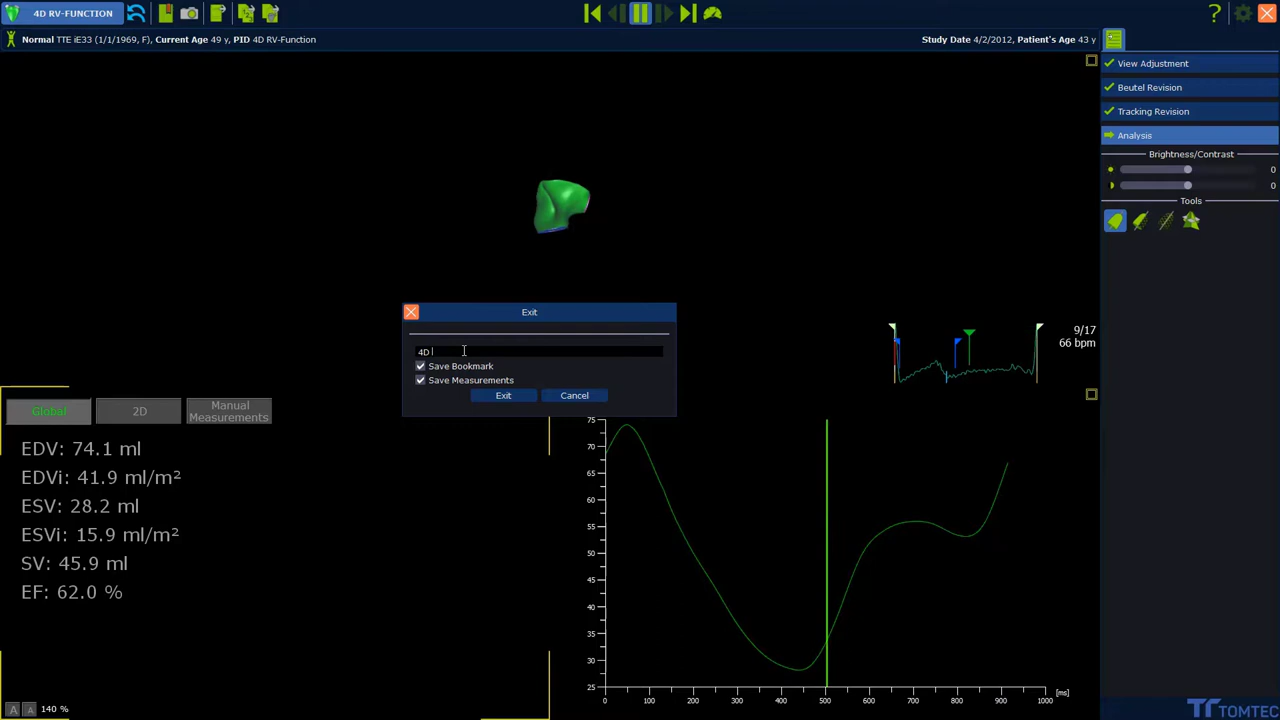 4D RV-FUNCTION
Normal TTE iE33 (1/1/1969, F), Current Age 49 y, PID 4D RV-Function
Study Date 4/2/2012, Patient's Age 43 y
View Adjustment
Beutel Revision
Tracking Revision
Analysis
Brightness/Contrast
0
0
Tools
Exit
4D
Save Bookmark
Save Measurements
Exit
Cancel
9/17
66 bpm
Global
2D
Manual
Measurements
EDV: 74.1 ml
EDVi: 41.9 ml/m²
ESV: 28.2 ml
ESVi: 15.9 ml/m²
SV: 45.9 ml
EF: 62.0 %
75
70
65
60
55
50
45
40
35
30
25
0
100
200
300
400
500
600
700
800
900
1000
[ms]
A
A
140 %
TOMTEC